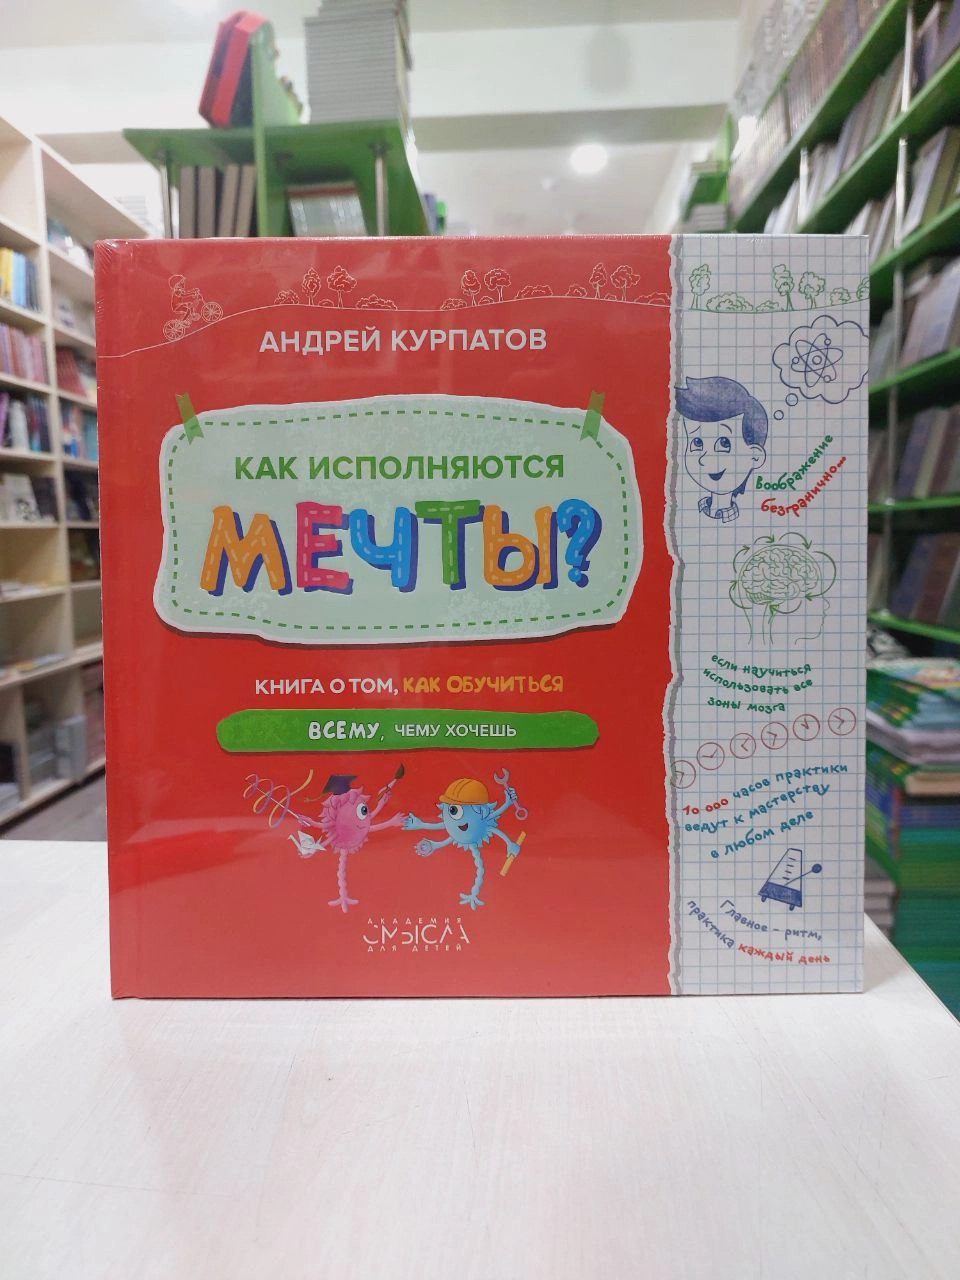 АНДРЕЙ КУРПАТОВ
КАК ИСПОЛНЯЮТСЯ
МЕЧТЫ?
КНИГА О ТОМ, КАК ОБУЧИТЬСЯ
ВСЕМУ, ЧЕМУ ХОЧЕШЬ
АКАДЕМИЯ
СМЫСЛА
ДЛЯ ДЕТЕЙ
воображение
безгранично...
если научиться
использовать все
зоны мозга
10 000 часов практики
ведут к мастерству
в любом деле
Главное - ритм,
практика каждый день